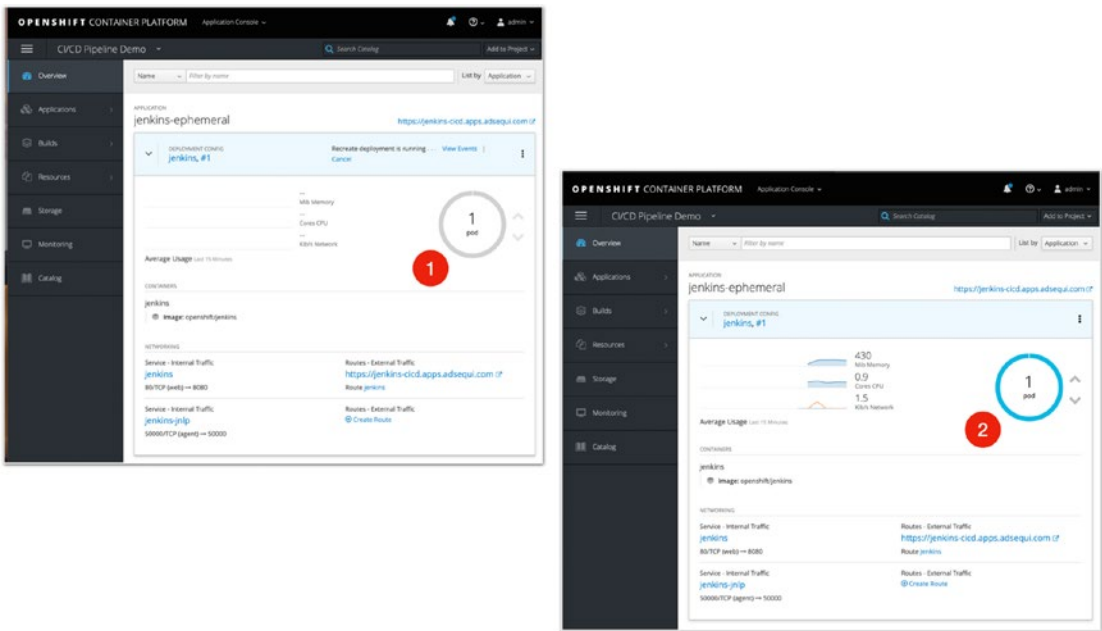 OPENSHIFT CONTAINER PLATFORM Application Console admin
CI/CD Pipeline Demo Search Catalog Add to Project
Overview
Applications
Builds
Resources
Storage
Monitoring
Catalog
Name Filter by name List by Application
APPLICATION
jenkins-ephemeral https://jenkins-cicd.apps.adsequi.com
DEPLOYMENT CONFIG
jenkins, #1
Recreate deployment is running . . . View Events |
Cancel
—
Mib Memory
—
Cores CPU
—
Kib/s Network
1
pod
1
Average Usage Last 15 Minutes
CONTAINERS
jenkins
Image: openshift/jenkins
NETWORKING
Service - Internal Traffic
jenkins
80/TCP (web) → 8080
Routes - External Traffic
https://jenkins-cicd.apps.adsequi.com
Route jenkins
Service - Internal Traffic
jenkins-jnlp
50000/TCP (agent) → 50000
Routes - External Traffic
Create Route
OPENSHIFT CONTAINER PLATFORM Application Console admin
CI/CD Pipeline Demo Search Catalog Add to Project
Overview
Applications
Builds
Resources
Storage
Monitoring
Catalog
Name Filter by name List by Application
APPLICATION
jenkins-ephemeral https://jenkins-cicd.apps.adsequi.com
DEPLOYMENT CONFIG
jenkins, #1
430
Mib Memory
0.9
Cores CPU
1.5
Kib/s Network
1
pod
2
Average Usage Last 15 Minutes
CONTAINERS
jenkins
Image: openshift/jenkins
NETWORKING
Service - Internal Traffic
jenkins
80/TCP (web) → 8080
Routes - External Traffic
https://jenkins-cicd.apps.adsequi.com
Route jenkins
Service - Internal Traffic
jenkins-jnlp
50000/TCP (agent) → 50000
Routes - External Traffic
Create Route